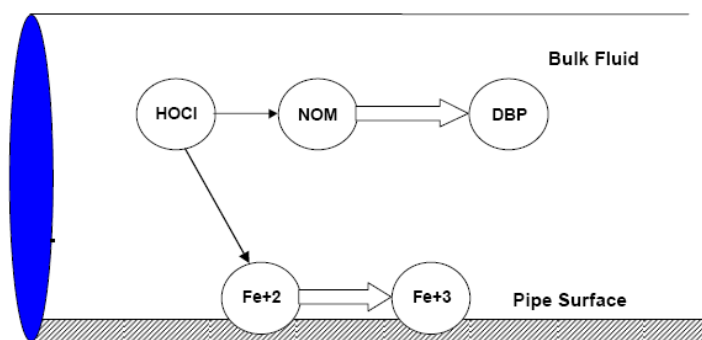 Bulk Fluid
HOCl
NOM
DBP
Fe+2
Fe+3
Pipe Surface